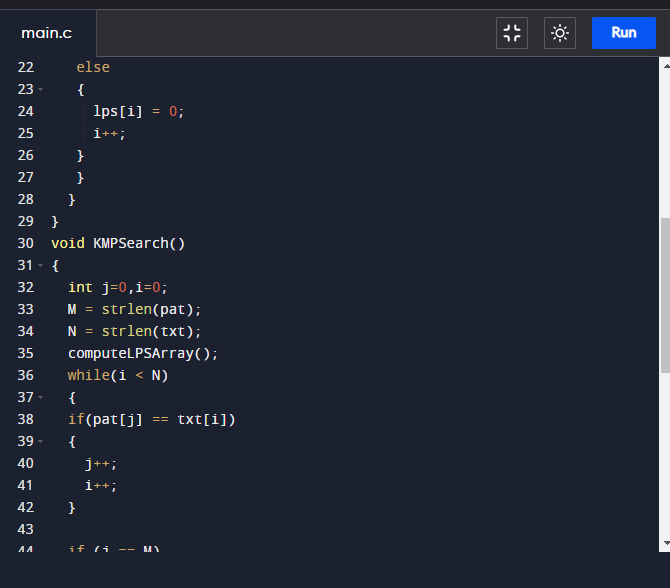 main.c
Run
22 else
23 {
24 lps[i] = 0;
25 i++;
26 }
27 }
28 }
29 }
30 void KMPSearch()
31 {
32 int j=0,i=0;
33 M = strlen(pat);
34 N = strlen(txt);
35 computeLPSArray();
36 while(i < N)
37 {
38 if(pat[j] == txt[i])
39 {
40 j++;
41 i++;
42 }
43
44 if (j == M)